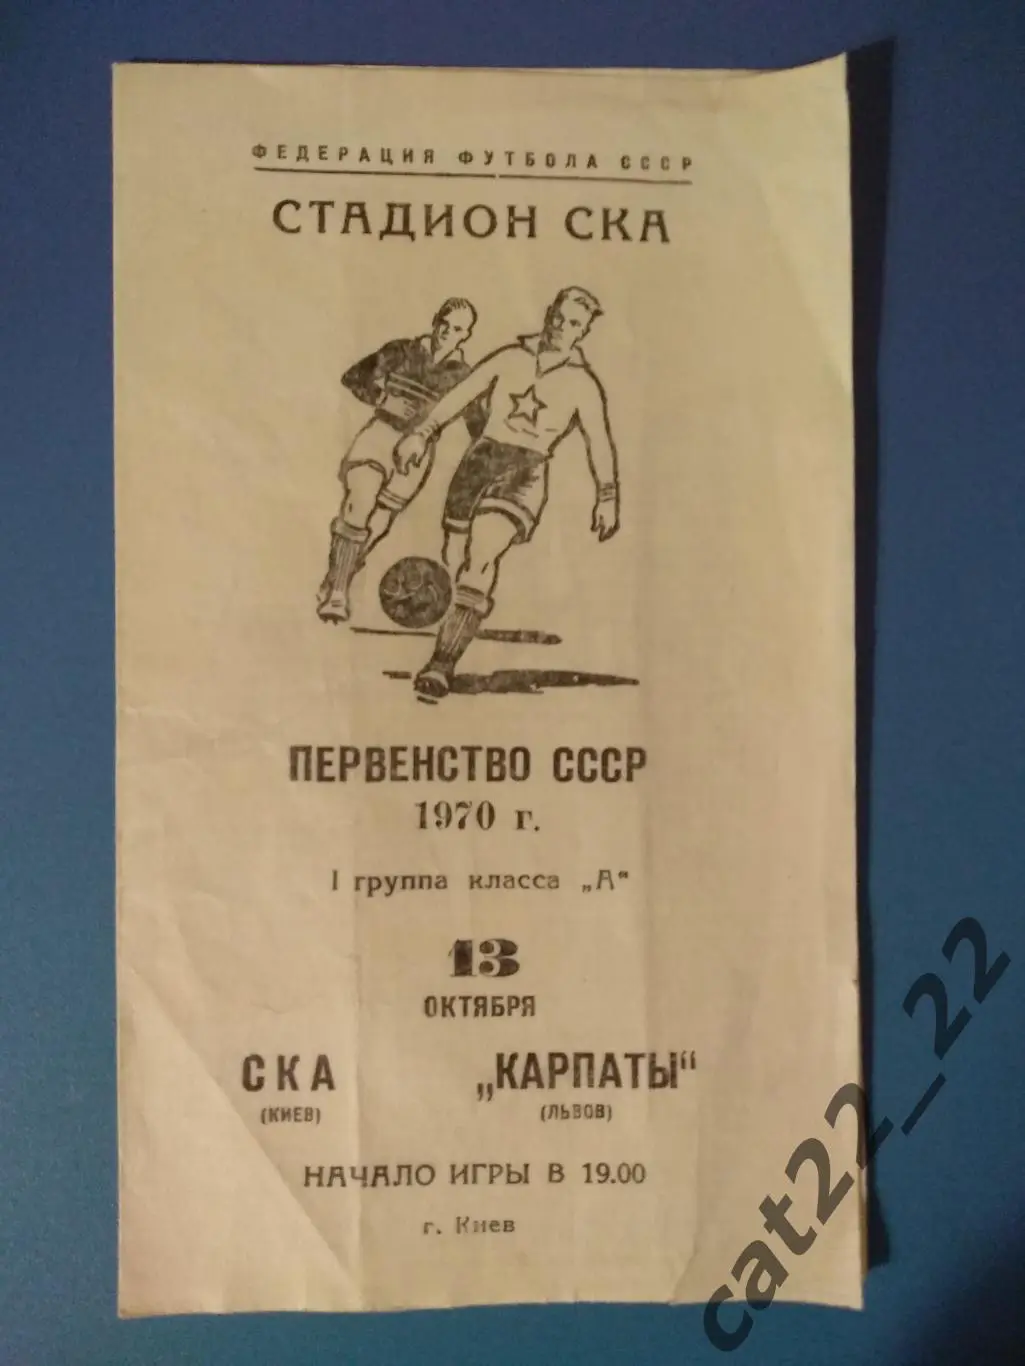 ФЕДЕРАЦИЯ ФУТБОЛА СССР
СТАДИОН СКА
ПЕРВЕНСТВО СССР
1970 г.
I группа класса „А“
13
ОКТЯБРЯ
СКА „КАРПАТЫ“
(КИЕВ) (ЛЬВОВ)
НАЧАЛО ИГРЫ В 19.00
г. Киев
cat22_22